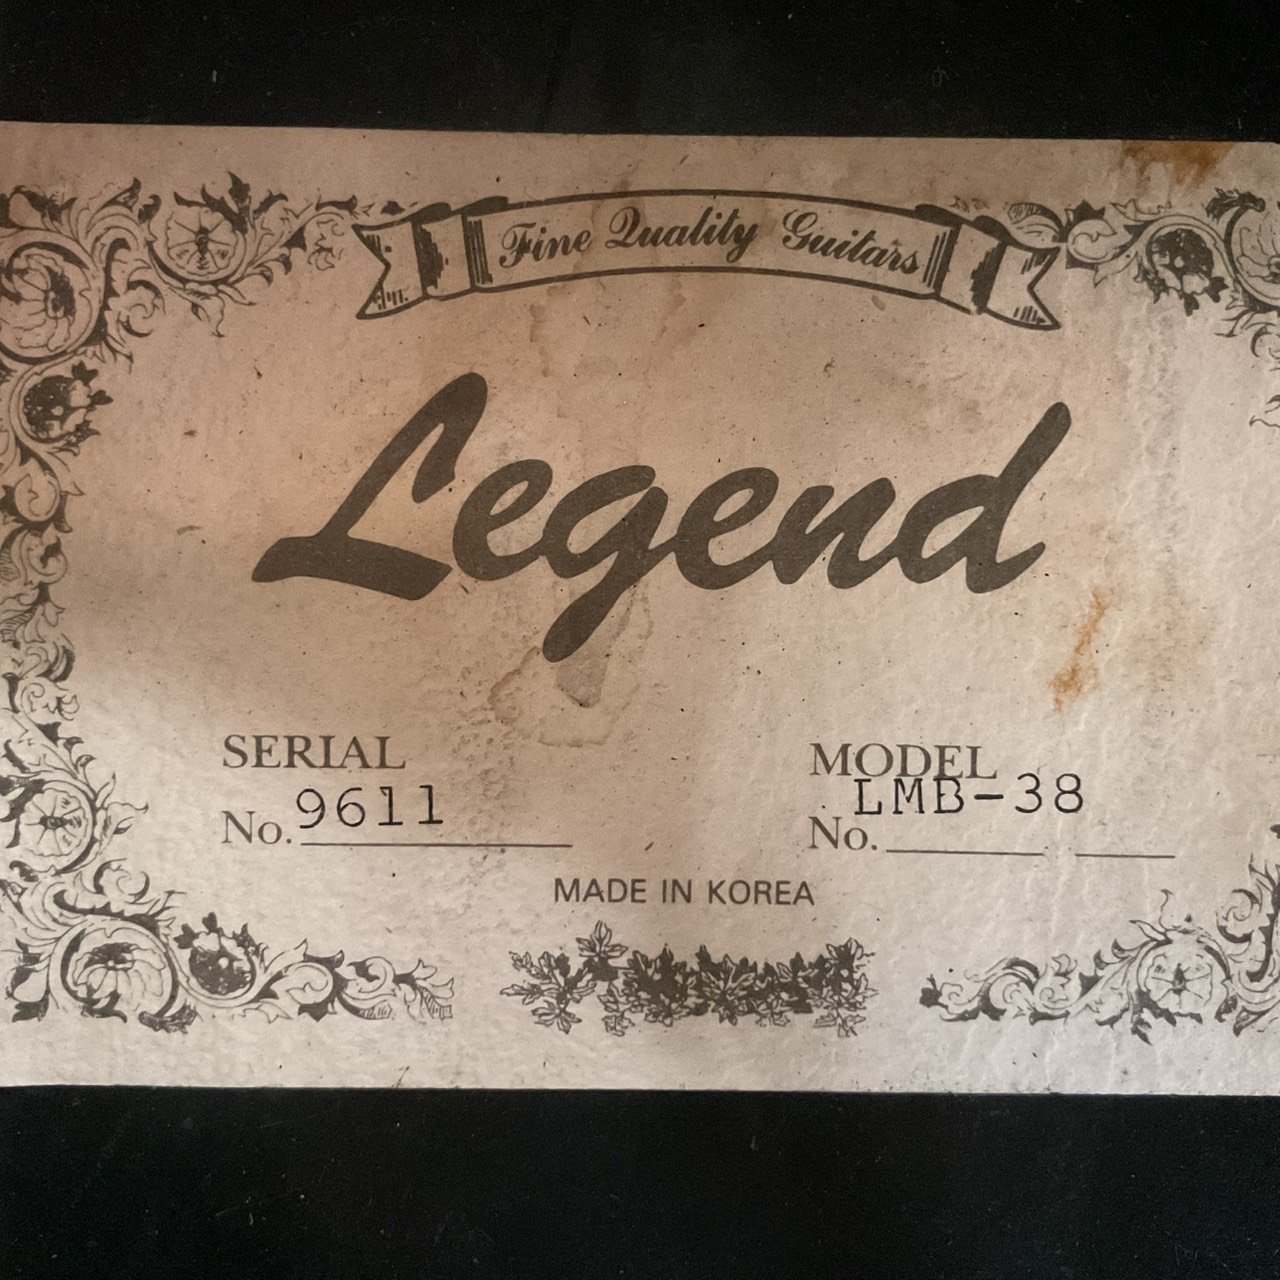 Fine Quality Guitars
Legend
SERIAL
No. 9611
MODEL
No. LMB-38
MADE IN KOREA